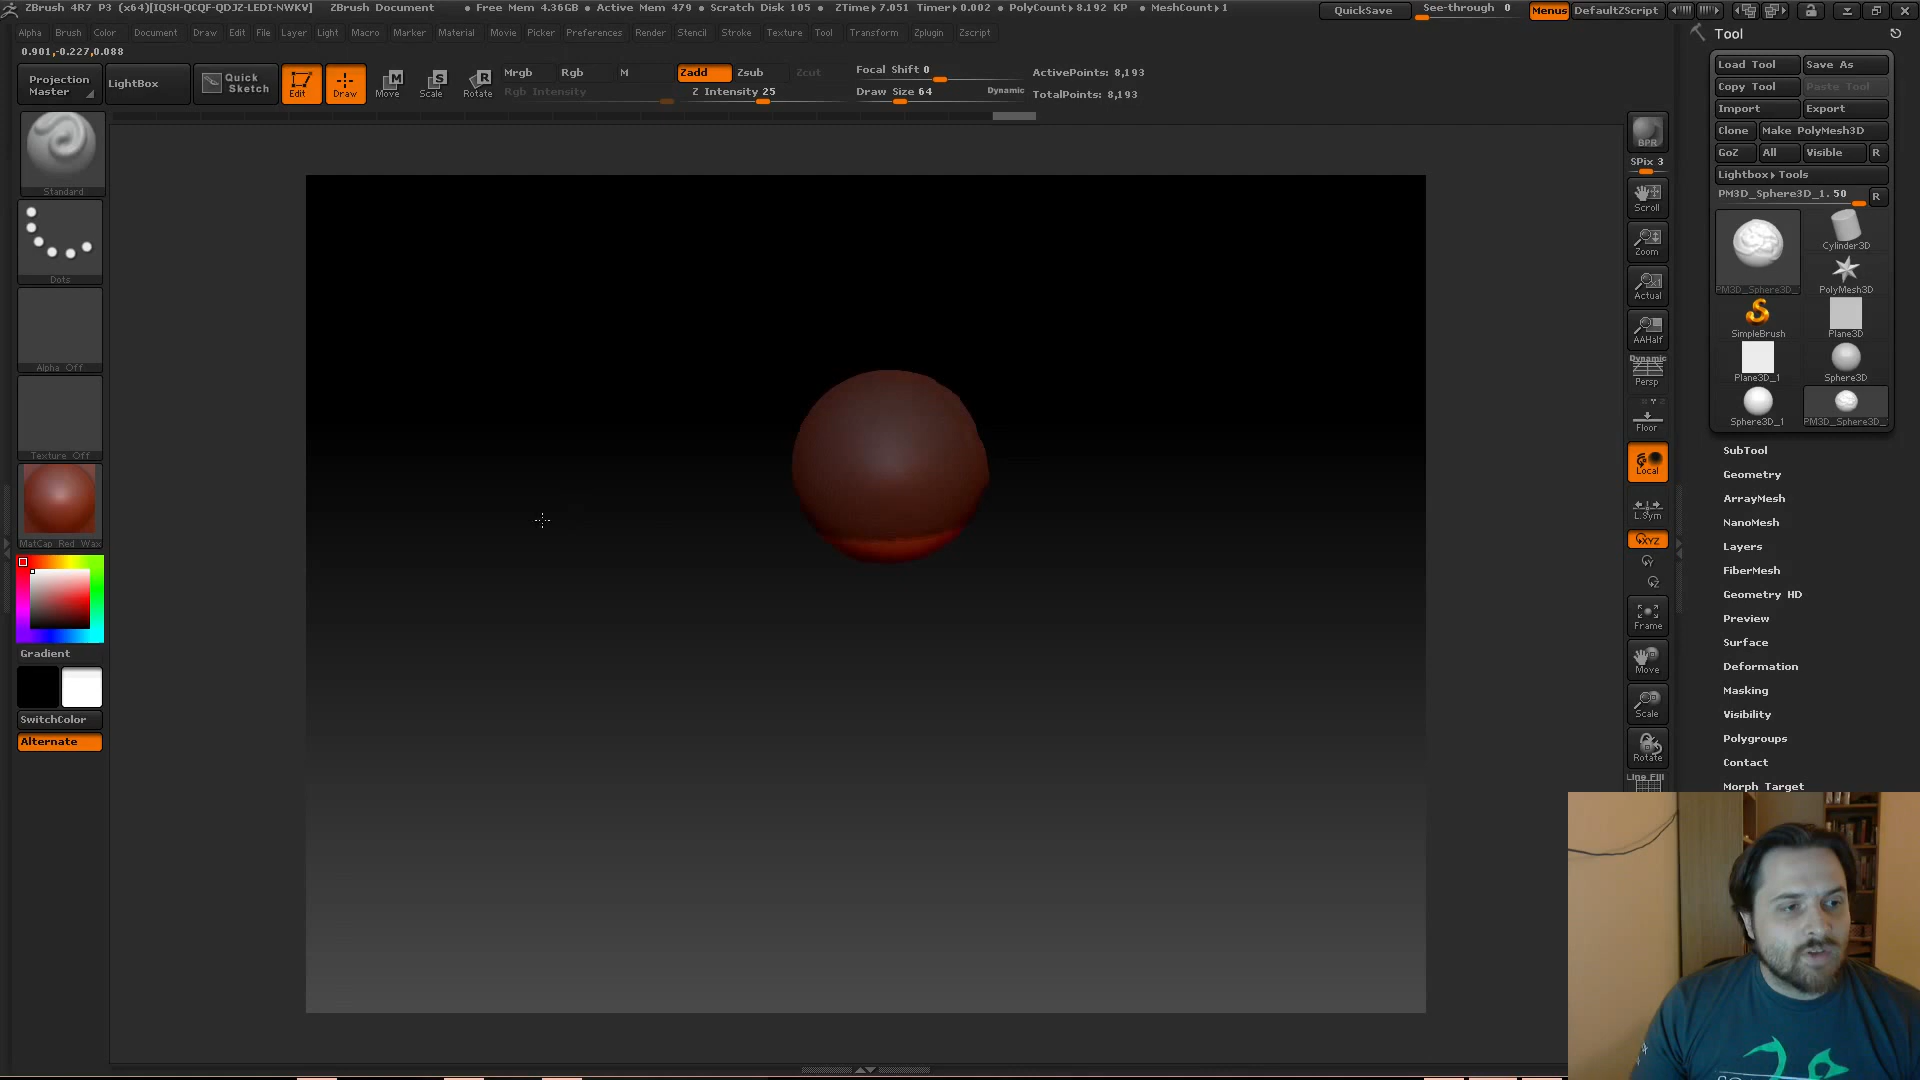 ZBrush 4R7 P3 (x64)[IQSH-QCQF-QDJZ-LEDI-NWKV] ZBrush Document • Free Mem 4.36GB • Active Mem 479 • Scratch Disk 105 • ZTime▸7.051 Timer▸0.002 • PolyCount▸8.192 KP • MeshCount▸1 QuickSave See-through 0 Menus DefaultZScript
Alpha Brush Color Document Draw Edit File Layer Light Macro Marker Material Movie Picker Preferences Render Stencil Stroke Texture Tool Transform Zplugin Zscript
0.901,-0.227,0.088
Projection Master
LightBox
Quick Sketch
Edit
Draw
Move
Scale
Rotate
Mrgb Rgb M
Rgb Intensity
Zadd Zsub Zcut
Z Intensity 25
Focal Shift 0
Draw Size 64 Dynamic
ActivePoints: 8,193
TotalPoints: 8,193
Standard
Dots
Alpha Off
Texture Off
MatCap Red Wax
Gradient
SwitchColor
Alternate
BPR
SPix 3
Scroll
Zoom
Actual
AAHalf
Dynamic
Persp
Floor
Local
L.Sym
XYZ
Y
Z
Frame
Move
Scale
Rotate
Line Fill
Tool
Load Tool Save As
Copy Tool Paste Tool
Import Export
Clone Make PolyMesh3D
GoZ All Visible R
Lightbox▸Tools
PM3D_Sphere3D_1. 50 R
PM3D_Sphere3D_
Cylinder3D
PolyMesh3D
SimpleBrush Plane3D
Plane3D_1 Sphere3D
Sphere3D_1 PM3D_Sphere3D_
SubTool
Geometry
ArrayMesh
NanoMesh
Layers
FiberMesh
Geometry HD
Preview
Surface
Deformation
Masking
Visibility
Polygroups
Contact
Morph Target